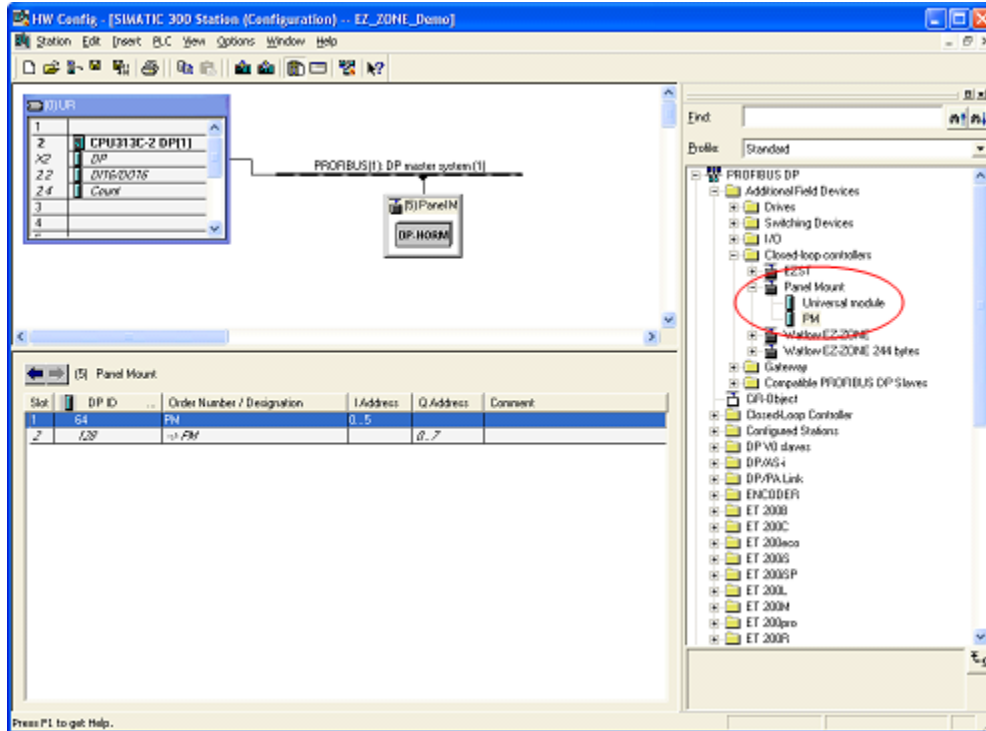 HW Config - [SIMATIC 300 Station (Configuration) -- EZ_ZONE_Demo]
Station Edit Insert PLC View Options Window Help
(0) UR
1
2 CPU313C-2 DP(1)
X2 DP
2.2 DI16/DO16
2.4 Count
3
4
PROFIBUS(1): DP master system (1)
(5) Panel M
DP-NORM
Find:
Profile: Standard
PROFIBUS DP
Additional Field Devices
Drives
Switching Devices
I/O
Closed-loop controllers
EZST
Panel Mount
Universal module
PM
Watlow EZ-ZONE
Watlow EZ-ZONE 244 bytes
Gateway
Compatible PROFIBUS DP Slaves
CiR-Object
Closed-Loop Controller
Configured Stations
DP V0 slaves
DP/AS-i
DP/PA Link
ENCODER
ET 200B
ET 200C
ET 200eco
ET 200iS
ET 200iSP
ET 200L
ET 200M
ET 200pro
ET 200R
(5) Panel Mount
Slot DP ID ... Order Number / Designation I Address Q Address Comment
1 64 PM 0...5
2 128 --> PM 0...7
Press F1 to get Help.